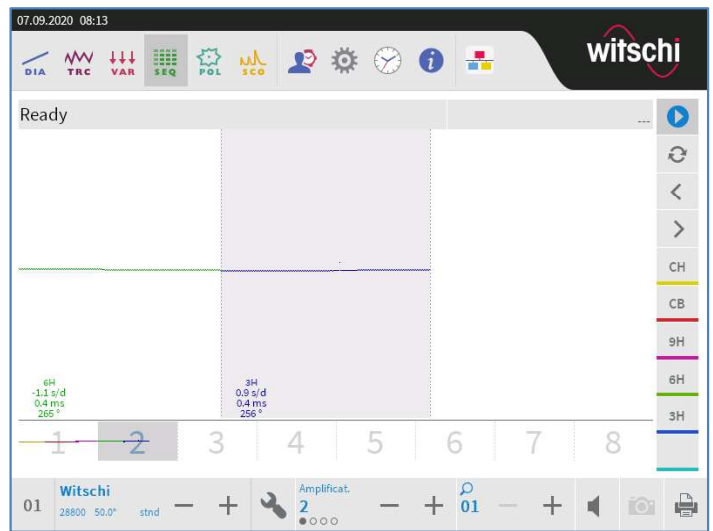 07.09.2020 08:13
witschi
DIA TRC VAR SEQ POL SCO i
Ready ---
CH
CB
9H
6H
3H
6H
-1.1 s/d
0.4 ms
265 °
3H
0.9 s/d
0.4 ms
256 °
1 2 3 4 5 6 7 8
01 Witschi
28800 50.0° stnd − +
Amplificat.
2 − +
01 − +